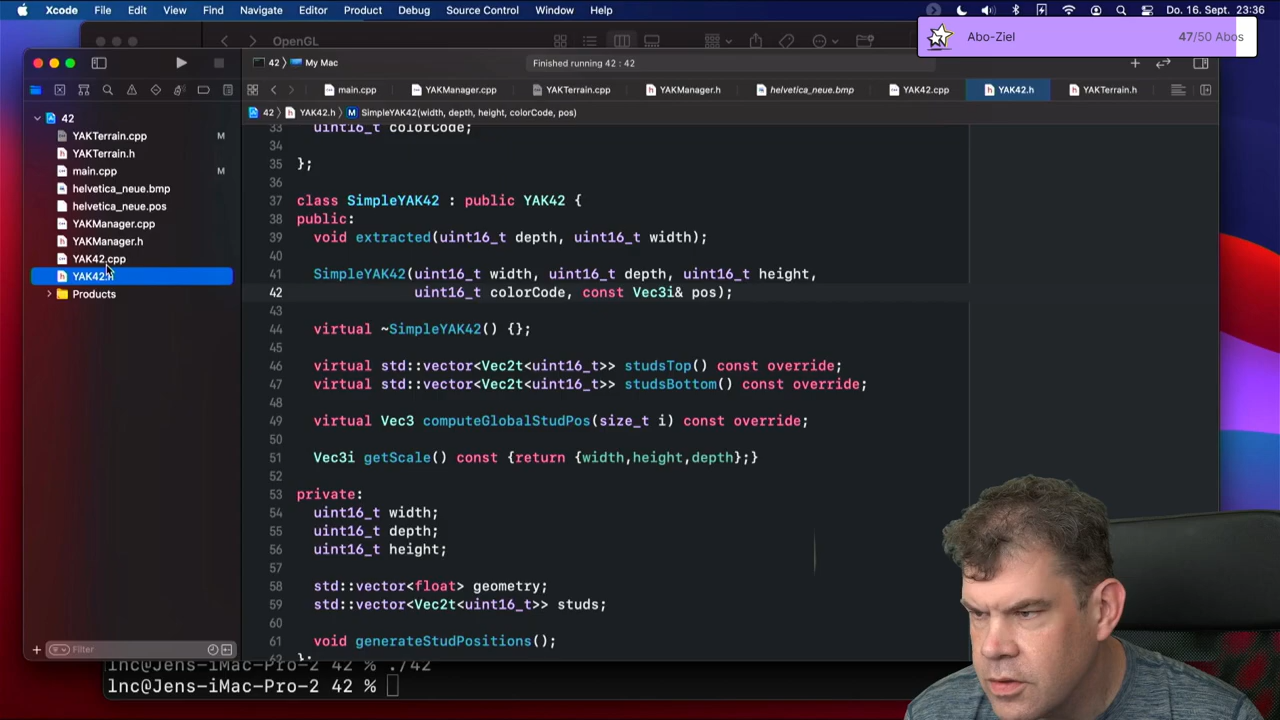 Xcode File Edit View Find Navigate Editor Product Debug Source Control Window Help Do. 16. Sept. 23:36
OpenGL
Abo-Ziel 47/50 Abos
42 My Mac Finished running 42 : 42
main.cpp YAKManager.cpp YAKTerrain.cpp YAKManager.h helvetica_neue.bmp YAK42.cpp YAK42.h YAKTerrain.h
42 YAK42.h M SimpleYAK42(width, depth, height, colorCode, pos)
42
YAKTerrain.cpp M
YAKTerrain.h
main.cpp M
helvetica_neue.bmp
helvetica_neue.pos
YAKManager.cpp
YAKManager.h
YAK42.cpp
YAK42.h
Products
Filter
33 uint16_t colorCode;
34
35 };
36
37 class SimpleYAK42 : public YAK42 {
38 public:
39 void extracted(uint16_t depth, uint16_t width);
40
41 SimpleYAK42(uint16_t width, uint16_t depth, uint16_t height,
42 uint16_t colorCode, const Vec3i& pos);
43
44 virtual ~SimpleYAK42() {};
45
46 virtual std::vector<Vec2t<uint16_t>> studsTop() const override;
47 virtual std::vector<Vec2t<uint16_t>> studsBottom() const override;
48
49 virtual Vec3 computeGlobalStudPos(size_t i) const override;
50
51 Vec3i getScale() const {return {width,height,depth};}
52
53 private:
54 uint16_t width;
55 uint16_t depth;
56 uint16_t height;
57
58 std::vector<float> geometry;
59 std::vector<Vec2t<uint16_t>> studs;
60
61 void generateStudPositions();
62 };
lnc@Jens-iMac-Pro-2 42 % ./42
lnc@Jens-iMac-Pro-2 42 %